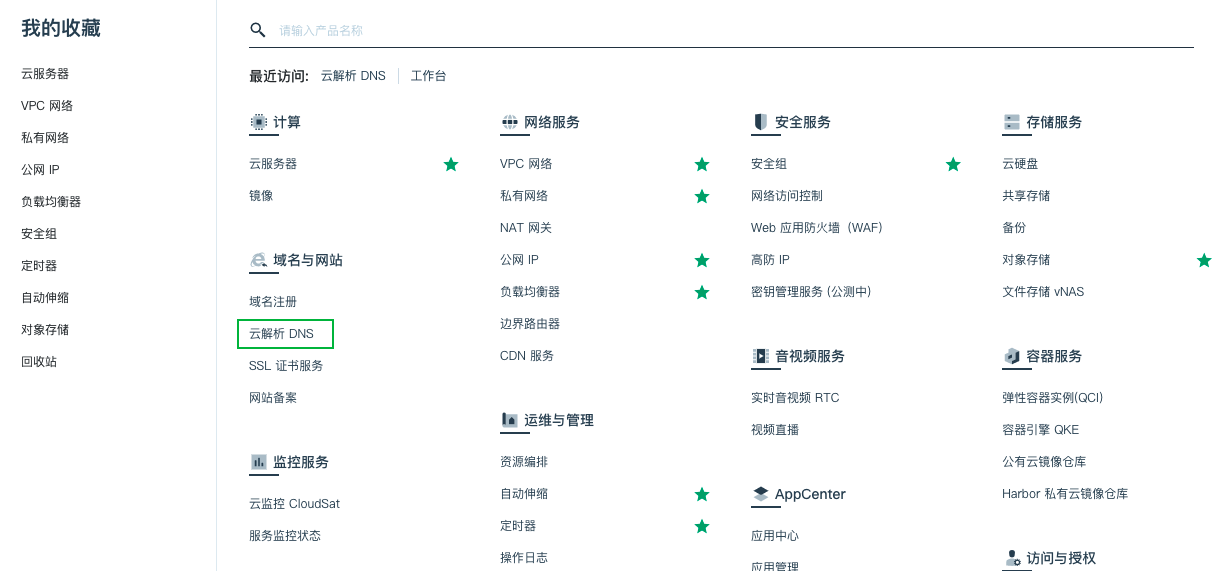 我的收藏
云服务器
VPC 网络
私有网络
公网 IP
负载均衡器
安全组
定时器
自动伸缩
对象存储
回收站
请输入产品名称
最近访问: 云解析 DNS 工作台
计算
云服务器
镜像
域名与网站
域名注册
云解析 DNS
SSL 证书服务
网站备案
监控服务
云监控 CloudSat
服务监控状态
网络服务
VPC 网络
私有网络
NAT 网关
公网 IP
负载均衡器
边界路由器
CDN 服务
运维与管理
资源编排
自动伸缩
定时器
操作日志
安全服务
安全组
网络访问控制
Web 应用防火墙（WAF）
高防 IP
密钥管理服务 (公测中)
音视频服务
实时音视频 RTC
视频直播
AppCenter
应用中心
应用管理
存储服务
云硬盘
共享存储
备份
对象存储
文件存储 vNAS
容器服务
弹性容器实例(QCI)
容器引擎 QKE
公有云镜像仓库
Harbor 私有云镜像仓库
访问与授权